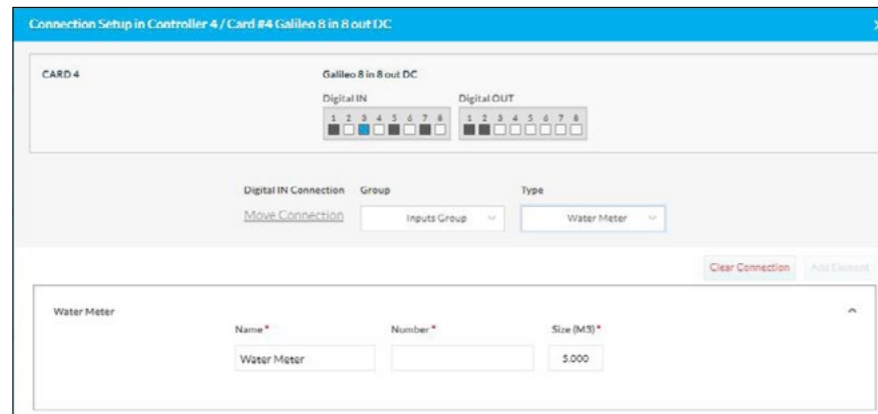 Connection Setup in Controller 4 / Card #4 Galileo 8 in 8 out DC
CARD 4
Galileo 8 in 8 out DC
Digital IN
Digital OUT
1 2 3 4 5 6 7 8
1 2 3 4 5 6 7 8
Digital IN Connection
Group
Type
Move Connection
Inputs Group
Water Meter
Clear Connection
Add Element
Water Meter
Name *
Number *
Size (M3) *
Water Meter
5.000